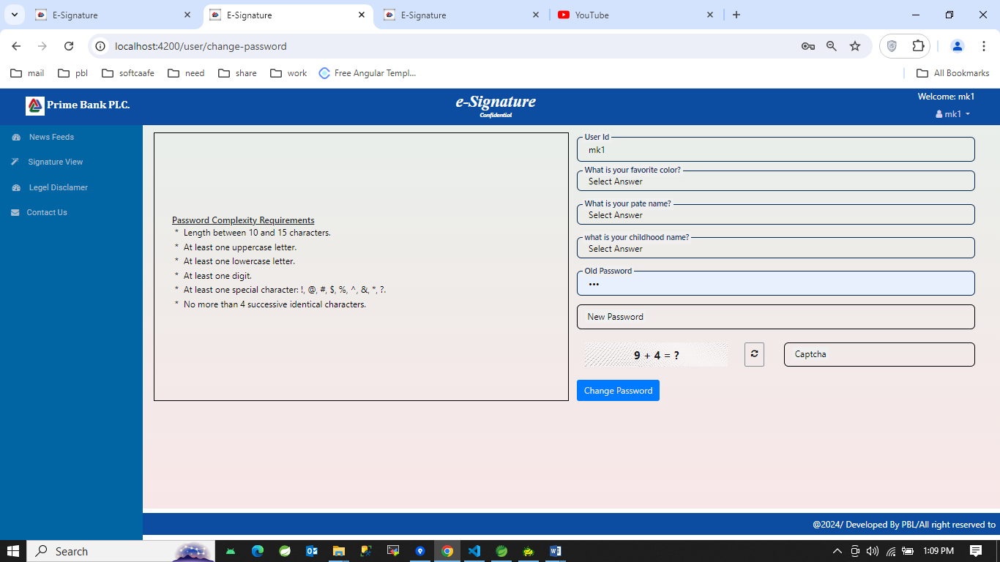 E-Signature
E-Signature
E-Signature
YouTube
localhost:4200/user/change-password
mail
pbl
softcaafe
need
share
work
Free Angular Templ...
All Bookmarks
Prime Bank PLC.
e-Signature
Confidential
Welcome: mk1
mk1
News Feeds
Signature View
Legel Disclamer
Contact Us
Password Complexity Requirements
* Length between 10 and 15 characters.
* At least one uppercase letter.
* At least one lowercase letter.
* At least one digit.
* At least one special character: !, @, #, $, %, ^, &, *, ?.
* No more than 4 successive identical characters.
User Id
mk1
What is your favorite color?
Select Answer
What is your pate name?
Select Answer
what is your childhood name?
Select Answer
Old Password
•••
New Password
9 + 4 = ?
Captcha
Change Password
@2024/ Developed By PBL/All right reserved to
Search
1:09 PM